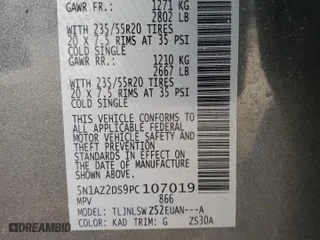 GAWR FR.: 1271 KG
2802 LB
WITH 235/55R20 TIRES
20 X 7.5 RIMS AT 35 PSI
COLD SINGLE
GAWR RR.: 1210 KG
2667 LB
WITH 235/55R20 TIRES
20 X 7.5 RIMS AT 35 PSI
COLD SINGLE
THIS VEHICLE CONFORMS TO ALL
APPLICABLE FEDERAL MOTOR
VEHICLE SAFETY AND THEFT
PREVENTION STANDARDS IN EFFECT
ON THE DATE OF MANUFACTURE
SHOWN ABOVE.
5N1AZ2DS9PC107019
MPV 866
MODEL: TLJNLSWZ52EUAN---A
COLOR: KAD TRIM: G ZS30A
DREAMBID